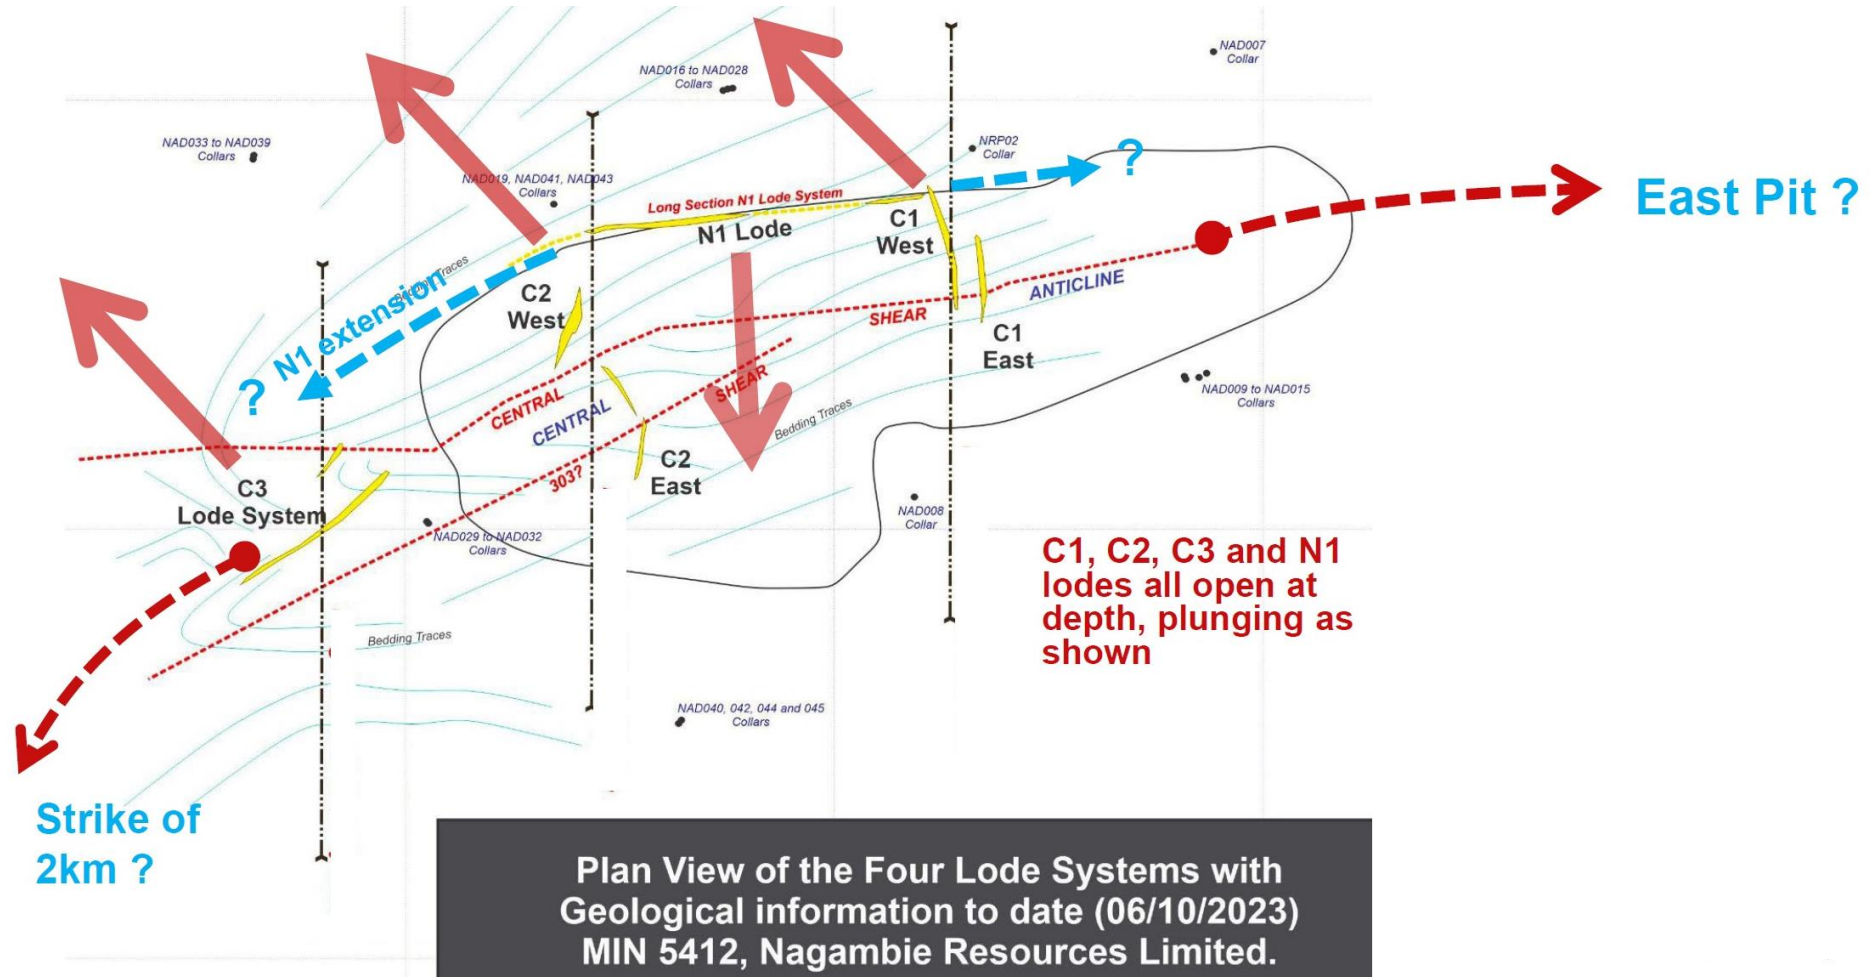 NAD007
Collar
NAD016 to NAD028
Collars
NAD033 to NAD039
Collars
NRP02
Collar
?
NAD019, NAD041, NAD043
Collars
Long Section N1 Lode System
East Pit ?
N1 Lode
C1
West
Bedding Traces
N1 extension
?
C2
West
ANTICLINE
SHEAR
C1
East
SHEAR
CENTRAL
CENTRAL
NAD009 to NAD015
Collars
Bedding Traces
303?
C2
East
C3
Lode System
NAD008
Collar
NAD029 to NAD032
Collars
C1, C2, C3 and N1
lodes all open at
depth, plunging as
shown
Bedding Traces
NAD040, 042, 044 and 045
Collars
Strike of
2km ?
Plan View of the Four Lode Systems with
Geological information to date (06/10/2023)
MIN 5412, Nagambie Resources Limited.